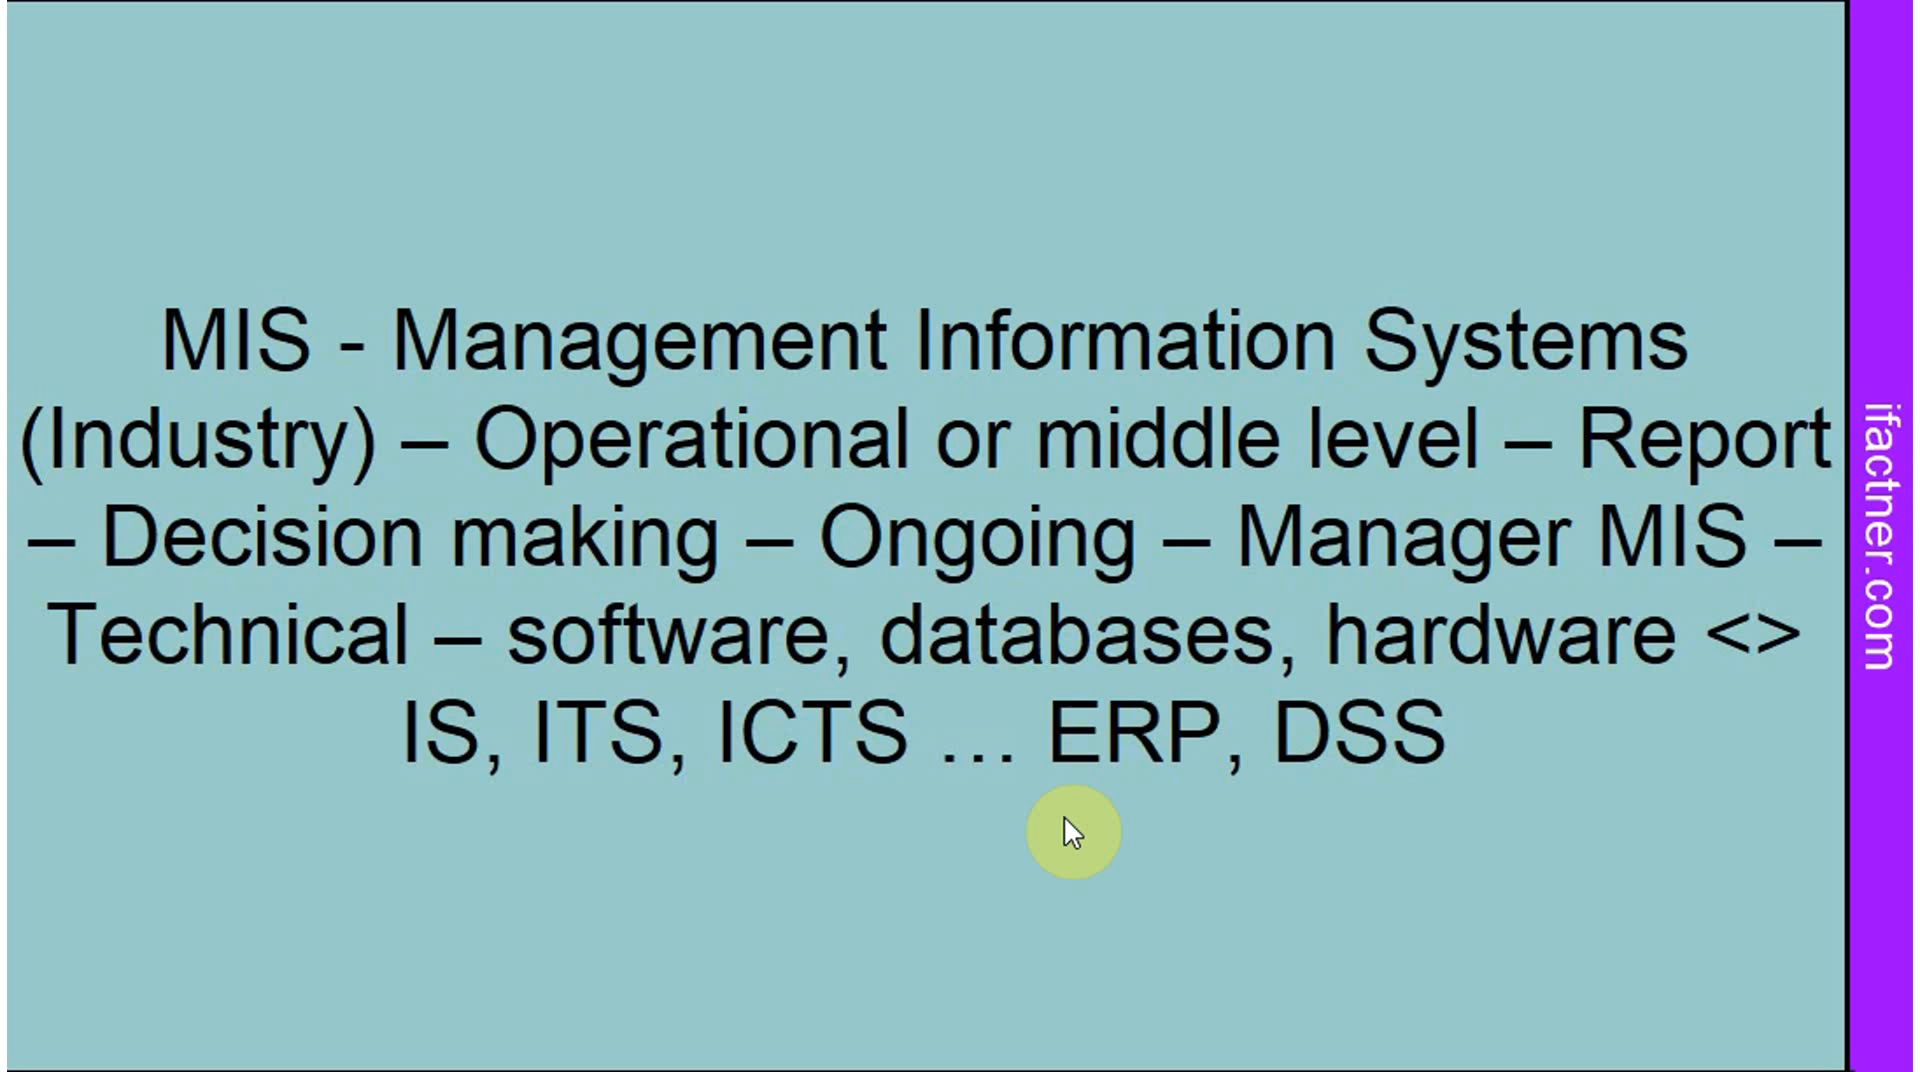 MIS - Management Information Systems
(Industry) – Operational or middle level – Report
– Decision making – Ongoing – Manager MIS –
Technical – software, databases, hardware <>
IS, ITS, ICTS … ERP, DSS
ifactner.com